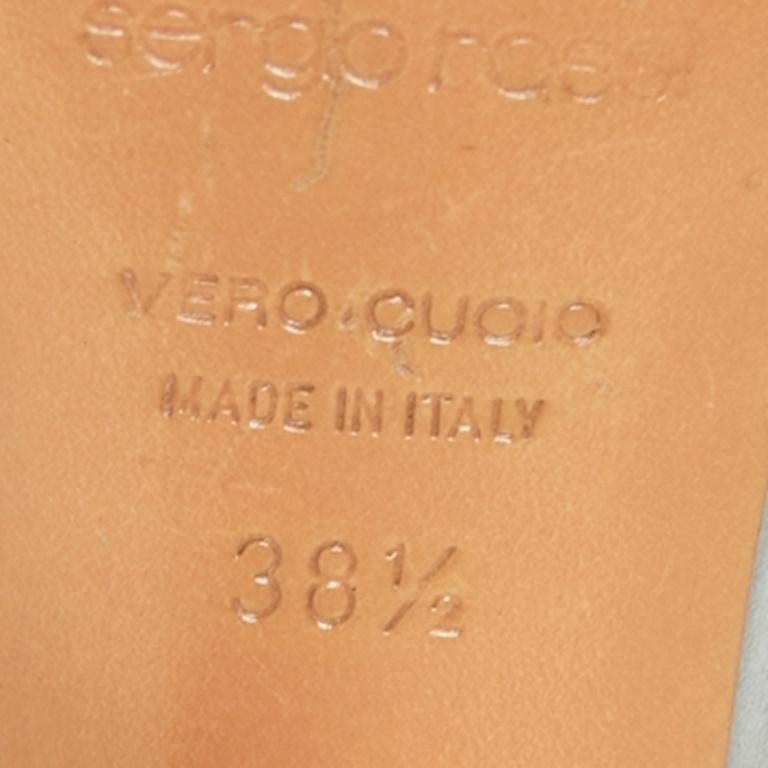 sergio rossi
VERO CUOIO
MADE IN ITALY
38½